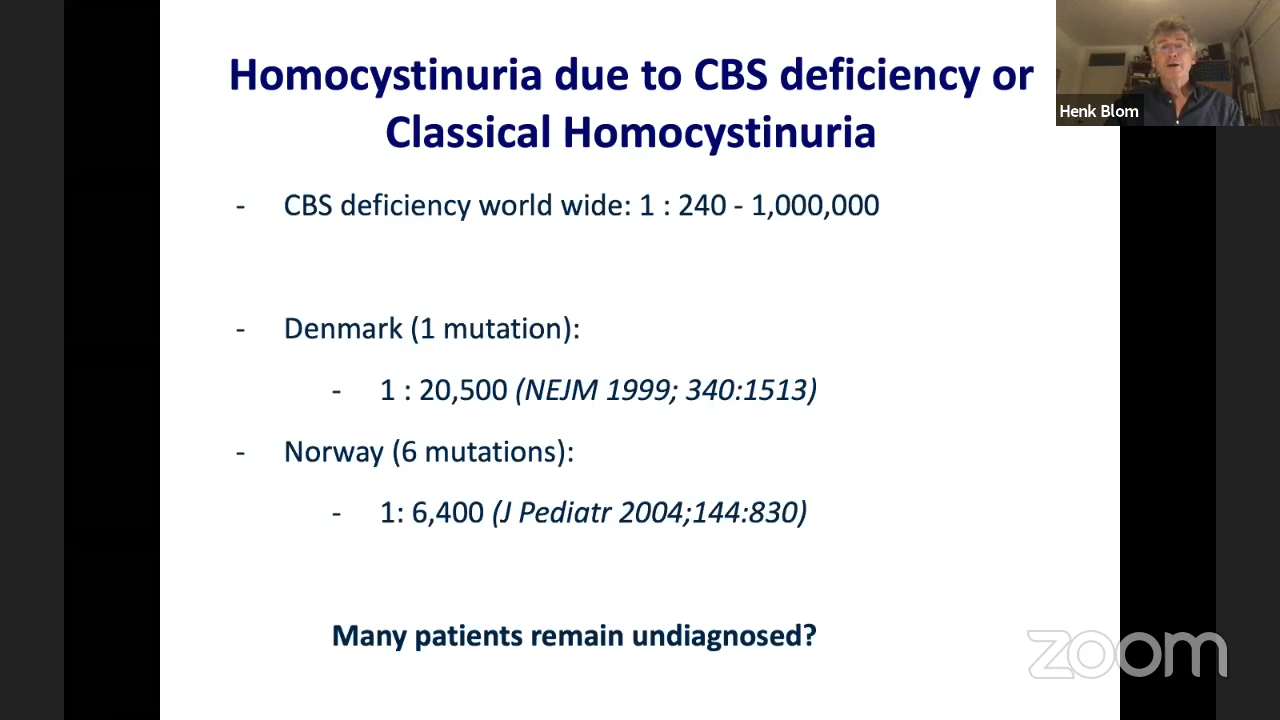 Homocystinuria due to CBS deficiency or
Classical Homocystinuria
Henk Blom
- CBS deficiency world wide: 1 : 240 - 1,000,000
- Denmark (1 mutation):
- 1 : 20,500 (NEJM 1999; 340:1513)
- Norway (6 mutations):
- 1: 6,400 (J Pediatr 2004;144:830)
Many patients remain undiagnosed?
zoom